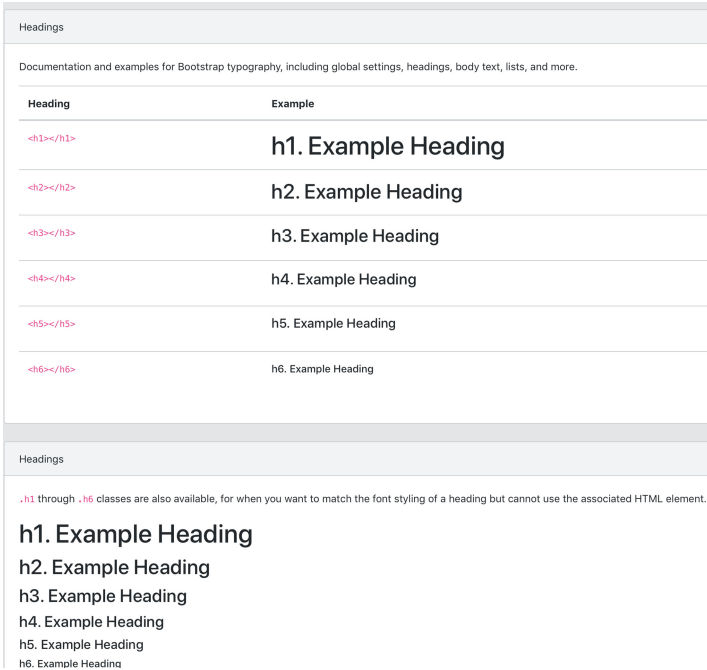 Headings
Documentation and examples for Bootstrap typography, including global settings, headings, body text, lists, and more.
Heading Example
<h1></h1> h1. Example Heading
<h2></h2> h2. Example Heading
<h3></h3> h3. Example Heading
<h4></h4> h4. Example Heading
<h5></h5> h5. Example Heading
<h6></h6> h6. Example Heading
Headings
.h1 through .h6 classes are also available, for when you want to match the font styling of a heading but cannot use the associated HTML element.
h1. Example Heading
h2. Example Heading
h3. Example Heading
h4. Example Heading
h5. Example Heading
h6. Example Heading